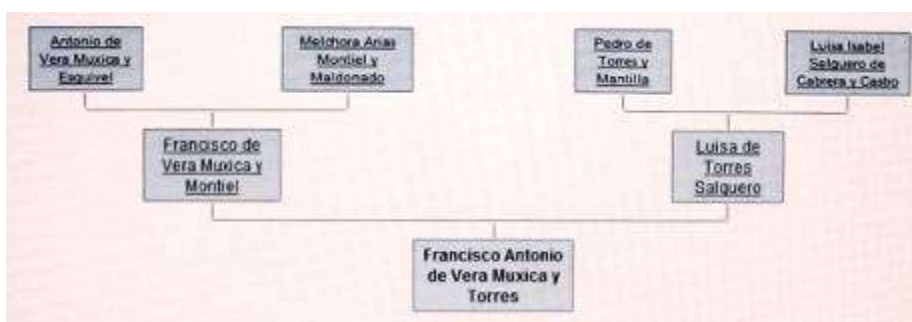 Antonio de
Vera Muxica y
Esquivel
Melchora Arias
Montiel y
Maldonado
Pedro de
Torres y
Mantilla
Luisa Isabel
Salguero de
Cabrera y Castro
Francisco de
Vera Muxica y
Montiel
Luisa de
Torres
Salguero
Francisco Antonio
de Vera Muxica y
Torres